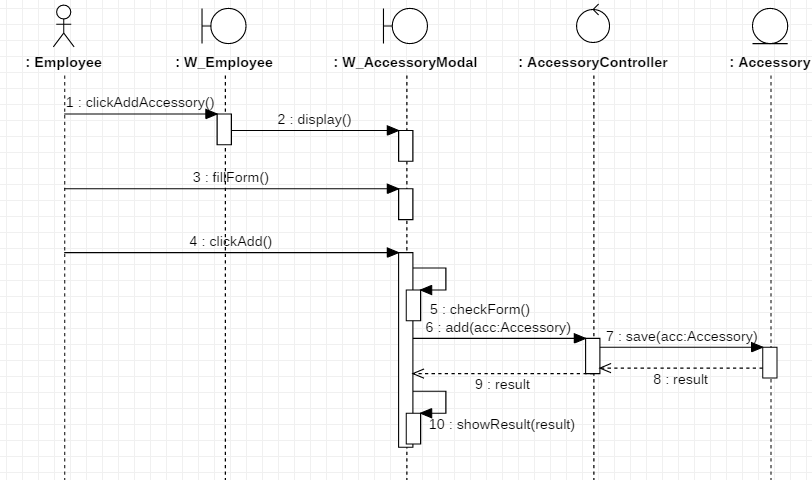 : Employee
: W_Employee
: W_AccessoryModal
: AccessoryController
: Accessory
1 : clickAddAccessory()
2 : display()
3 : fillForm()
4 : clickAdd()
5 : checkForm()
6 : add(acc:Accessory)
7 : save(acc:Accessory)
8 : result
9 : result
10 : showResult(result)